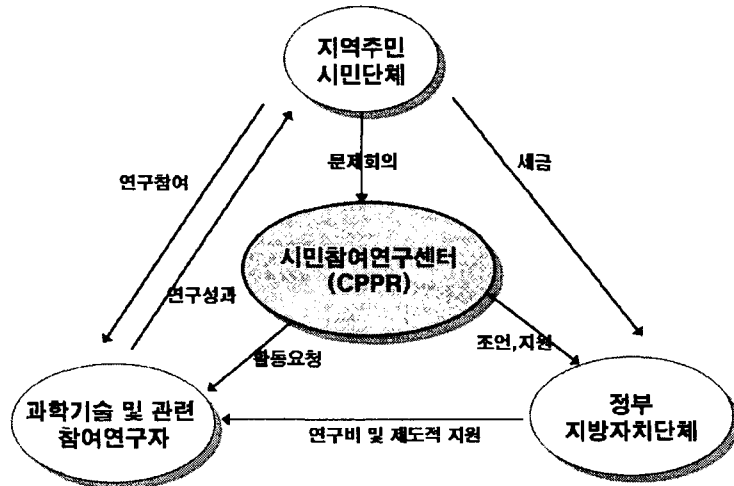 지역주민
시민단체
연구참여
문제회의
세금
시민참여연구센터
(CPPR)
연구성과
활동요청
조언,지원
과학기술 및 관련
참여연구자
정부
지방자치단체
연구비 및 제도적 지원